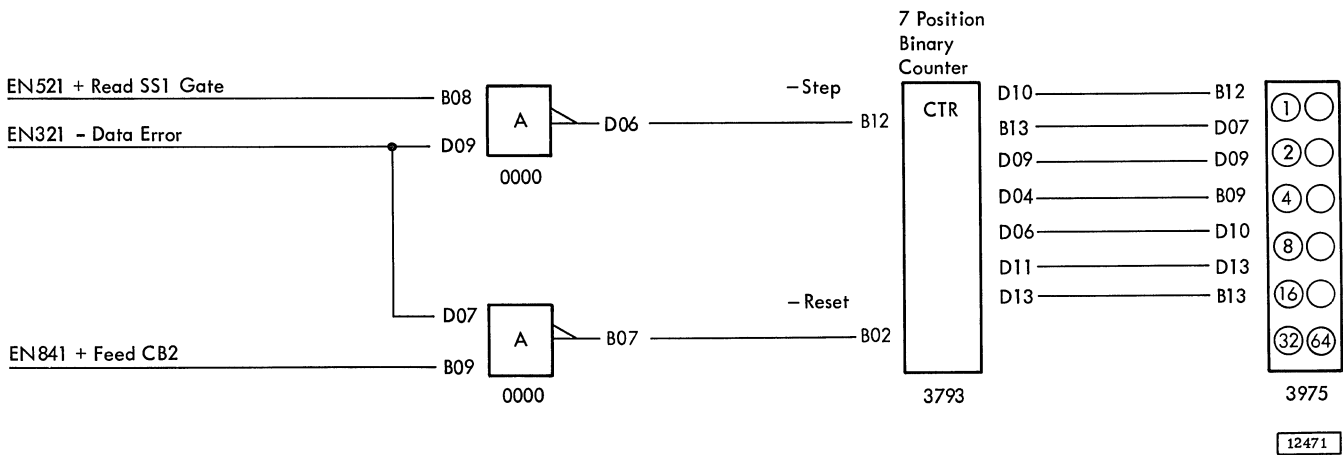 7 Position
Binary
Counter
EN521 + Read SS1 Gate
B08
A
D06
– Step
B12
CTR
D10
B12
1
EN321 – Data Error
D09
0000
B13
D07
D09
D09
2
D04
B09
4
D06
D10
8
D11
D13
D13
B13
16
32
64
D07
A
B07
– Reset
B02
EN841 + Feed CB2
B09
0000
3793
3975
12471